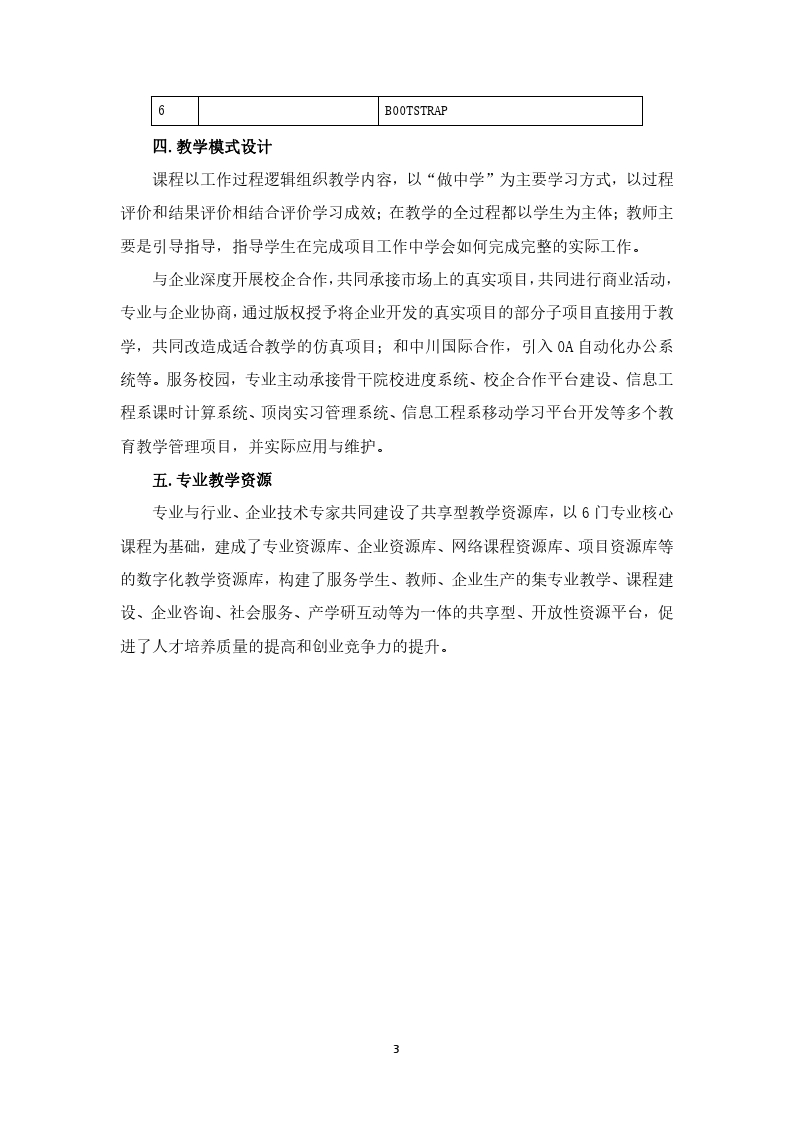 6 BOOTSTRAP
四.教学模式设计
课程以工作过程逻辑组织教学内容，以“做中学”为主要学习方式，以过程
评价和结果评价相结合评价学习成效；在教学的全过程都以学生为主体；教师主
要是引导指导，指导学生在完成项目工作中学会如何完成完整的实际工作。
与企业深度开展校企合作，共同承接市场上的真实项目，共同进行商业活动，
专业与企业协商，通过版权授予将企业开发的真实项目的部分子项目直接用于教
学，共同改造成适合教学的仿真项目；和中川国际合作，引入 OA 自动化办公系
统等。服务校园，专业主动承接骨干院校进度系统、校企合作平台建设、信息工
程系课时计算系统、顶岗实习管理系统、信息工程系移动学习平台开发等多个教
育教学管理项目，并实际应用与维护。
五.专业教学资源
专业与行业、企业技术专家共同建设了共享型教学资源库，以 6 门专业核心
课程为基础，建成了专业资源库、企业资源库、网络课程资源库、项目资源库等
的数字化教学资源库，构建了服务学生、教师、企业生产的集专业教学、课程建
设、企业咨询、社会服务、产学研互动等为一体的共享型、开放性资源平台，促
进了人才培养质量的提高和创业竞争力的提升。
3